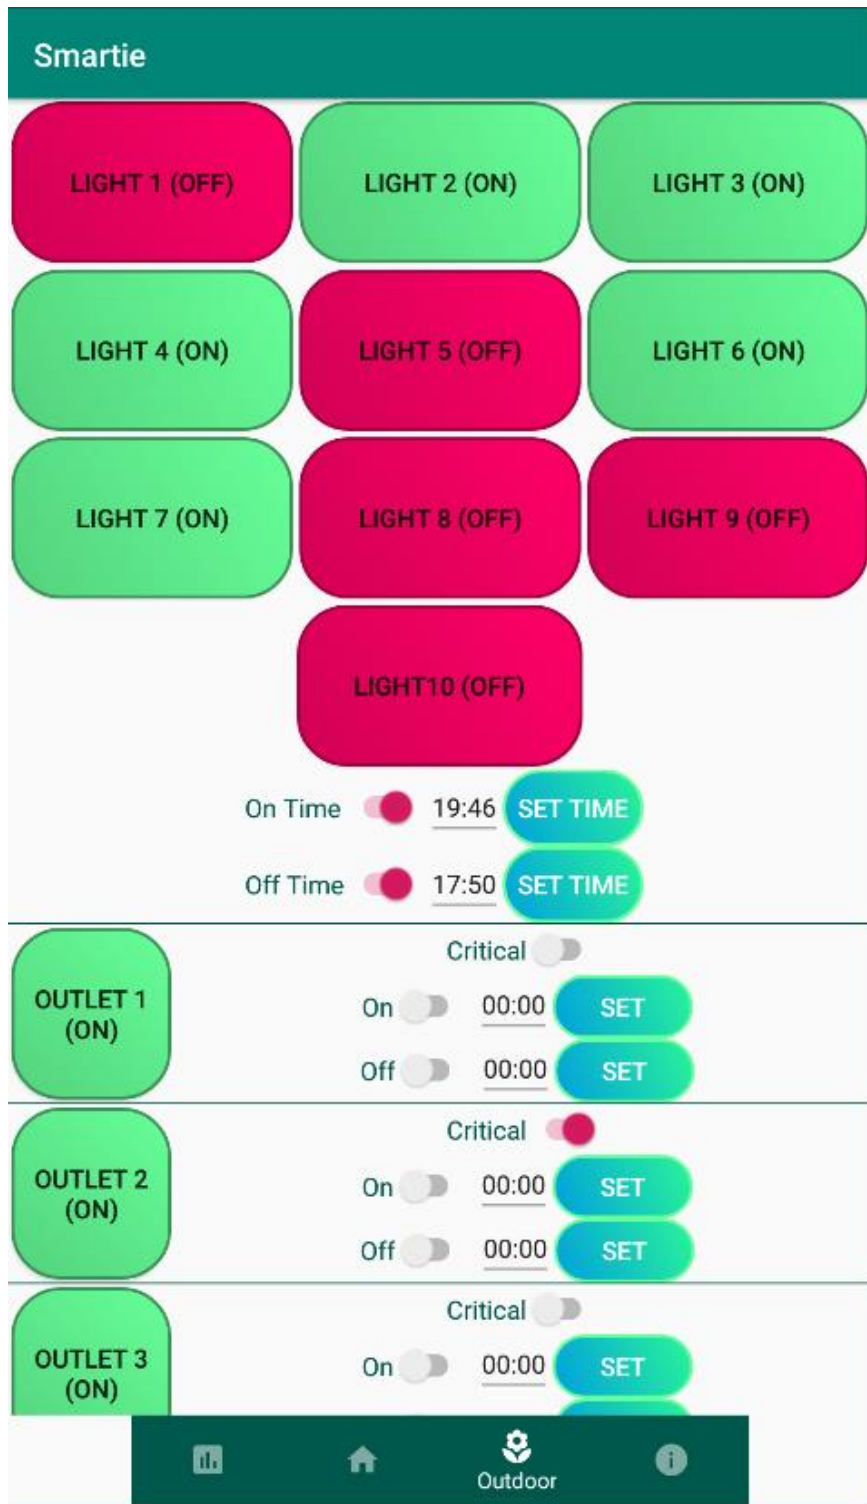 Smartie
LIGHT 1 (OFF)
LIGHT 2 (ON)
LIGHT 3 (ON)
LIGHT 4 (ON)
LIGHT 5 (OFF)
LIGHT 6 (ON)
LIGHT 7 (ON)
LIGHT 8 (OFF)
LIGHT 9 (OFF)
LIGHT10 (OFF)
On Time 19:46 SET TIME
Off Time 17:50 SET TIME
OUTLET 1
(ON)
Critical
On 00:00 SET
Off 00:00 SET
OUTLET 2
(ON)
Critical
On 00:00 SET
Off 00:00 SET
OUTLET 3
(ON)
Critical
On 00:00 SET
Outdoor